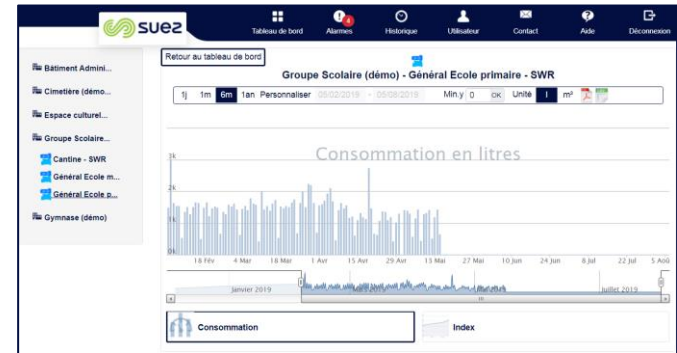 suez
Tableau de bord
Alarmes
4
Historique
Utilisateur
Contact
Aide
Déconnexion
Bâtiment Admini...
Cimetière (démo...
Espace culturel...
Groupe Scolaire...
Cantine - SWR
Général Ecole m...
Général Ecole p...
Gymnase (démo)
Retour au tableau de bord
Groupe Scolaire (démo) - Général Ecole primaire - SWR
1j 1m 6m 1an Personnaliser 05/02/2019 - 05/08/2019 Min.y 0 OK Unité l m³
Consommation en litres
3k
2k
1k
0k
18 Fév 4 Mar 18 Mar 1 Avr 15 Avr 29 Avr 13 Mai 27 Mai 10 Jun 24 Jun 8 Jul 22 Jul 5 Aoû
Janvier 2019
Juillet 2019
Consommation
Index